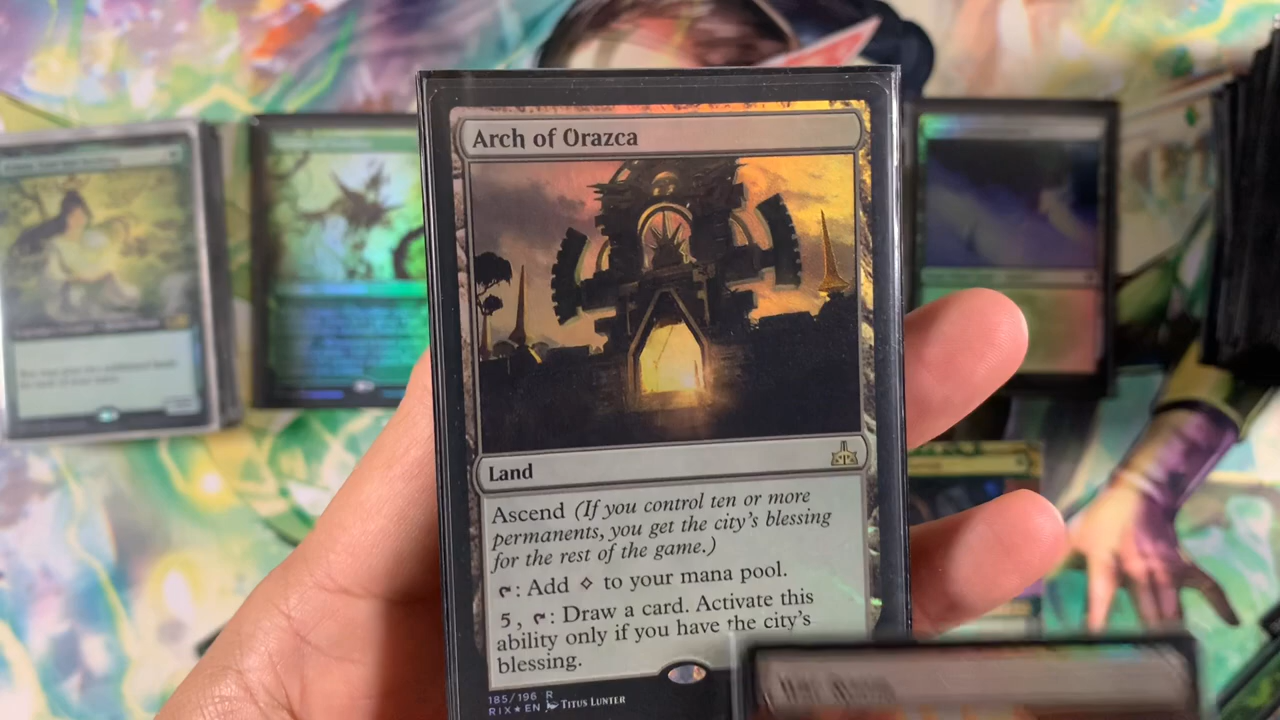 Arch of Orazca
Land
Ascend (If you control ten or more
permanents, you get the city's blessing
for the rest of the game.)
: Add to your mana pool.
5, : Draw a card. Activate this
ability only if you have the city's
blessing.
185/196 R
RIX★EN TITUS LUNTER